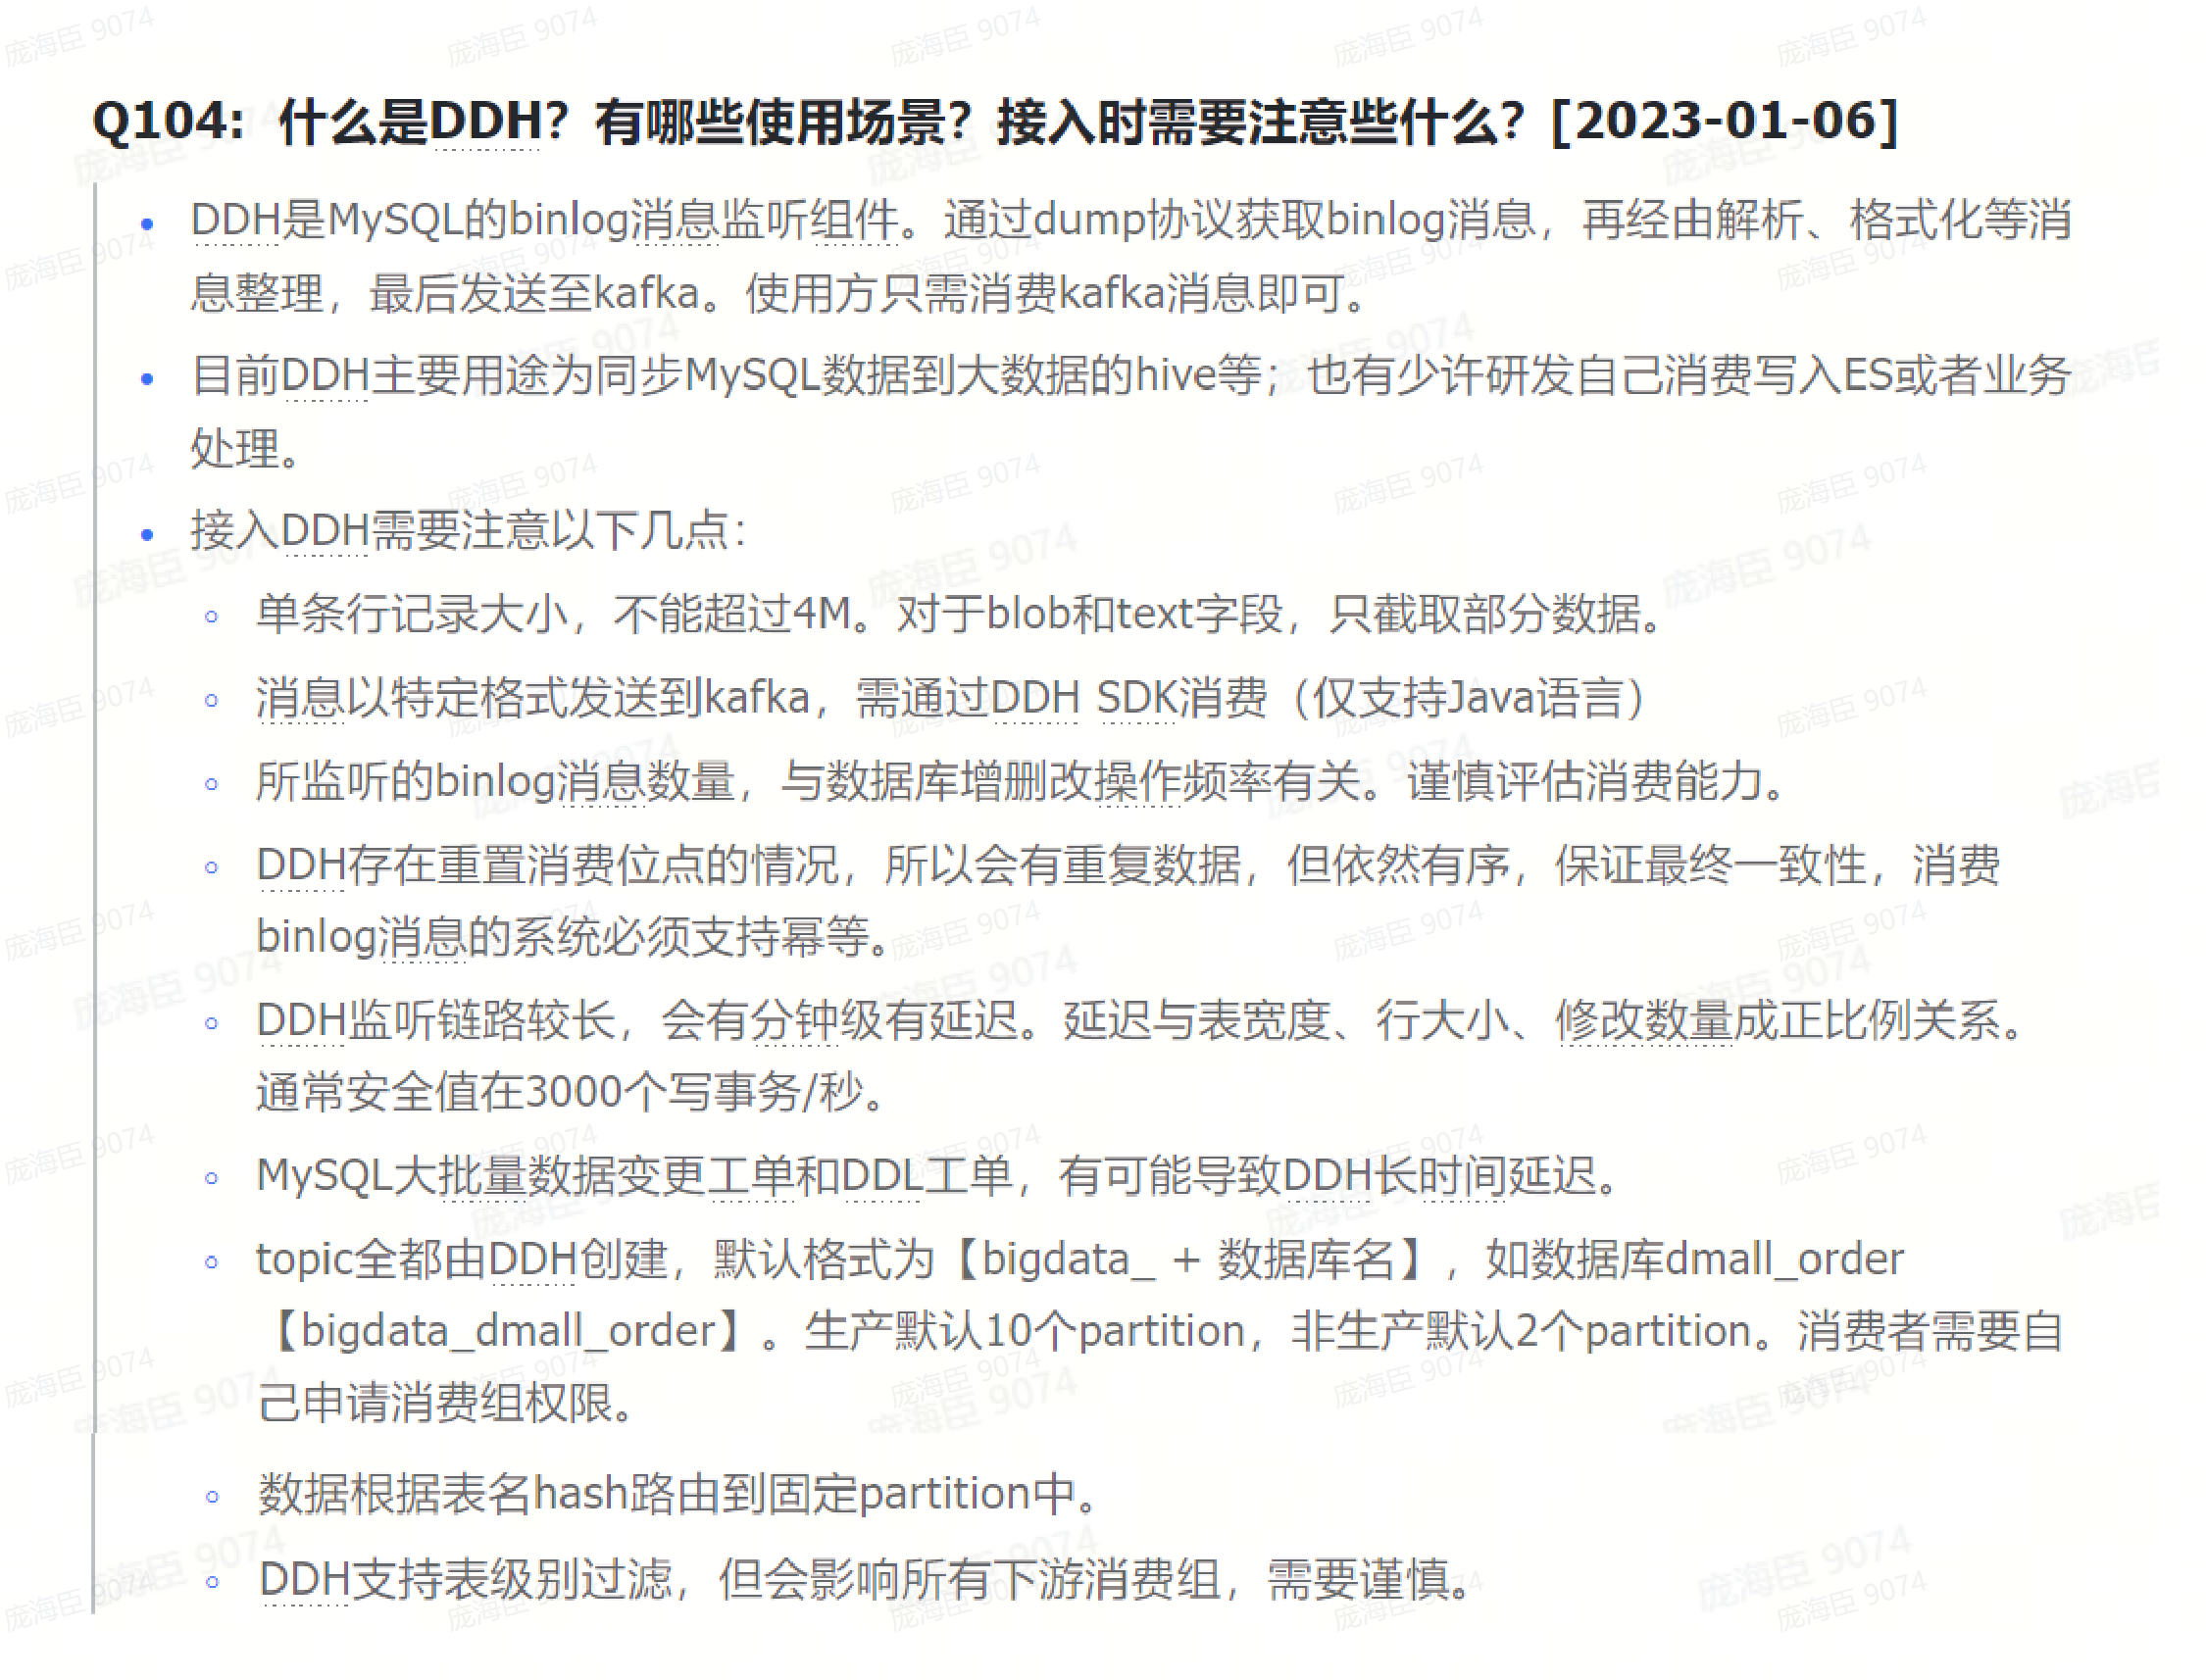 Q104：什么是DDH？有哪些使用场景？接入时需要注意些什么？[2023-01-06]
DDH是MySQL的binlog消息监听组件。通过dump协议获取binlog消息，再经由解析、格式化等消
息整理，最后发送至kafka。使用方只需消费kafka消息即可。
目前DDH主要用途为同步MySQL数据到大数据的hive等；也有少许研发自己消费写入ES或者业务
处理。
接入DDH需要注意以下几点：
单条行记录大小，不能超过4M。对于blob和text字段，只截取部分数据。
消息以特定格式发送到kafka，需通过DDH SDK消费（仅支持Java语言）
所监听的binlog消息数量，与数据库增删改操作频率有关。谨慎评估消费能力。
DDH存在重置消费位点的情况，所以会有重复数据，但依然有序，保证最终一致性，消费
binlog消息的系统必须支持幂等。
DDH监听链路较长，会有分钟级有延迟。延迟与表宽度、行大小、修改数量成正比例关系。
通常安全值在3000个写事务/秒。
MySQL大批量数据变更工单和DDL工单，有可能导致DDH长时间延迟。
topic全都由DDH创建，默认格式为【bigdata_ + 数据库名】，如数据库dmall_order
【bigdata_dmall_order】。生产默认10个partition，非生产默认2个partition。消费者需要自
己申请消费组权限。
数据根据表名hash路由到固定partition中。
DDH支持表级别过滤，但会影响所有下游消费组，需要谨慎。
庞海臣 9074